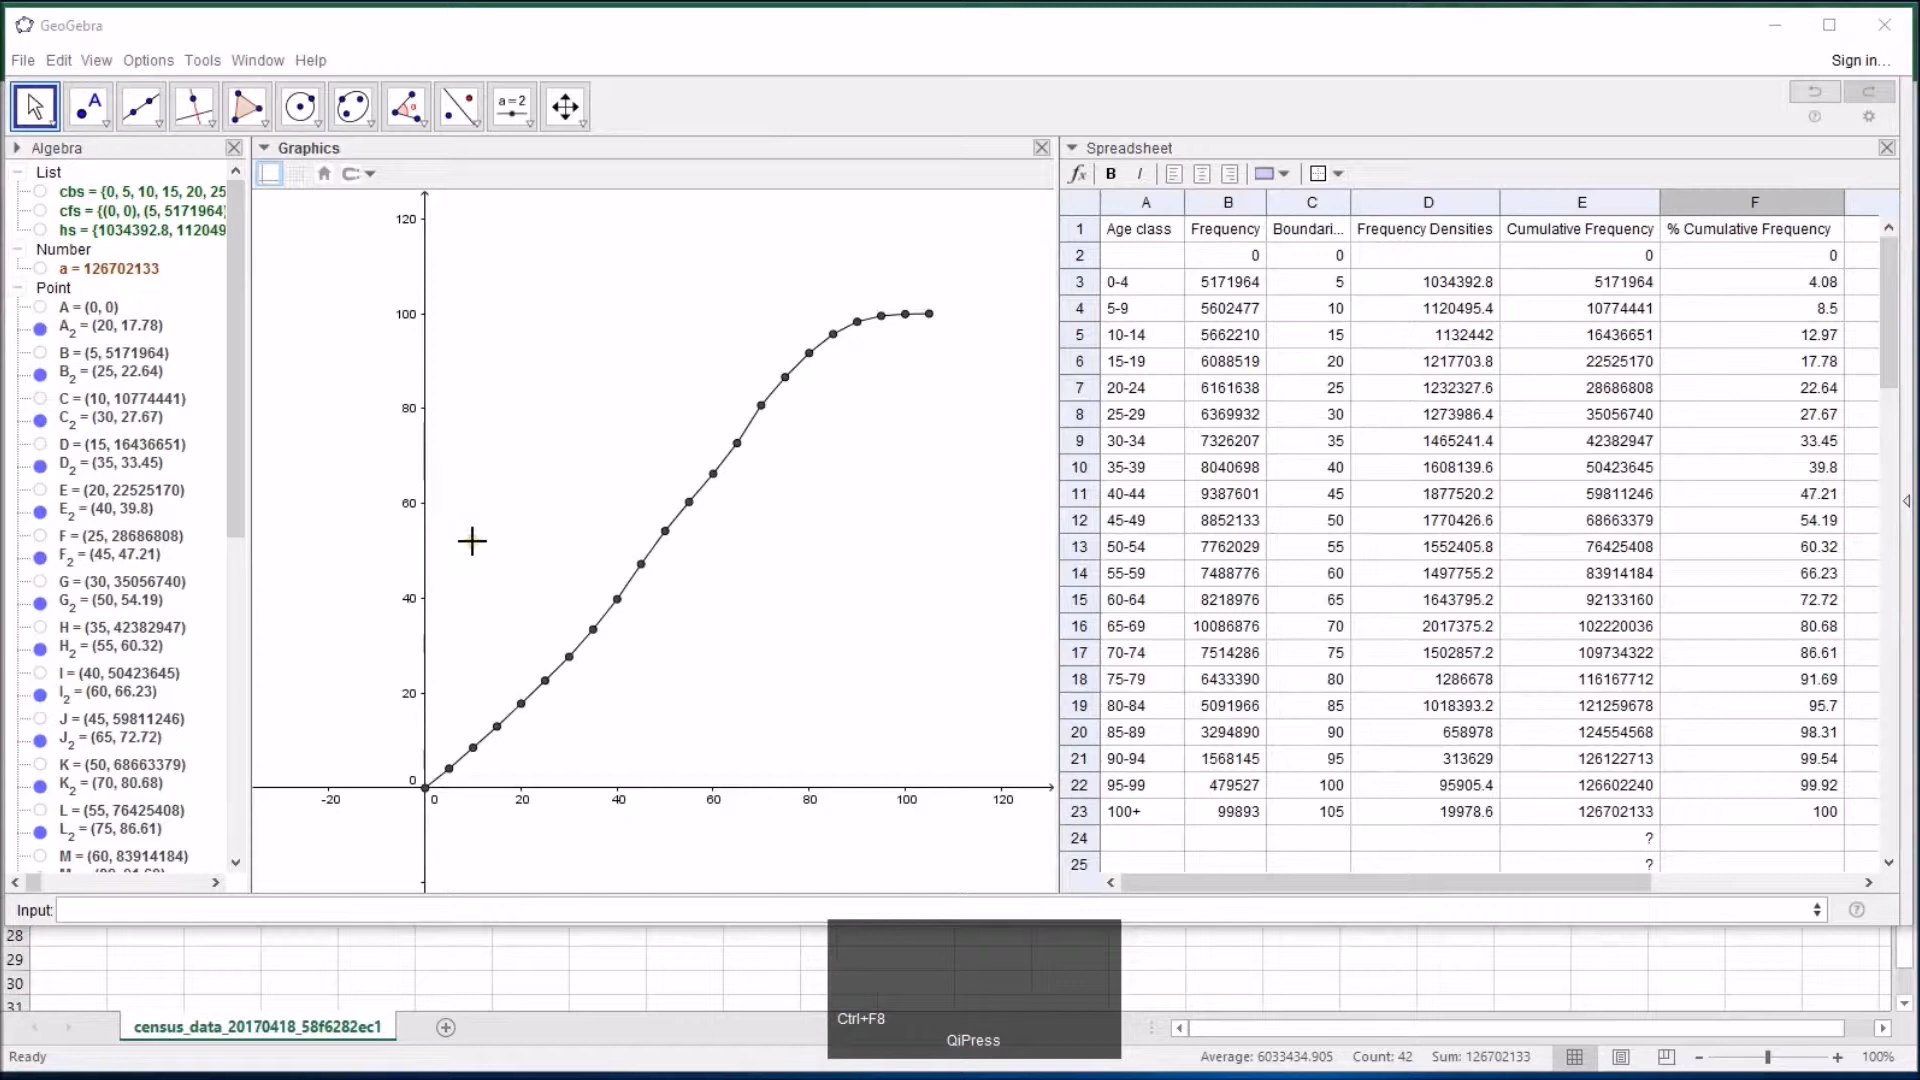 GeoGebra
File Edit View Options Tools Window Help
Sign in...
A
α
a=2
Algebra
Graphics
Spreadsheet
List
cbs = {0, 5, 10, 15, 20, 25
cfs = {(0, 0), (5, 5171964)
hs = {1034392.8, 112049
Number
a = 126702133
Point
A = (0, 0)
A2 = (20, 17.78)
B = (5, 5171964)
B2 = (25, 22.64)
C = (10, 10774441)
C2 = (30, 27.67)
D = (15, 16436651)
D2 = (35, 33.45)
E = (20, 22525170)
E2 = (40, 39.8)
F = (25, 28686808)
F2 = (45, 47.21)
G = (30, 35056740)
G2 = (50, 54.19)
H = (35, 42382947)
H2 = (55, 60.32)
I = (40, 50423645)
I2 = (60, 66.23)
J = (45, 59811246)
J2 = (65, 72.72)
K = (50, 68663379)
K2 = (70, 80.68)
L = (55, 76425408)
L2 = (75, 86.61)
M = (60, 83914184)
120
100
80
60
40
20
0
-20 0 20 40 60 80 100 120
fx B I
A B C D E F
1 Age class Frequency Boundari... Frequency Densities Cumulative Frequency % Cumulative Frequency
2 0 0 0 0
3 0-4 5171964 5 1034392.8 5171964 4.08
4 5-9 5602477 10 1120495.4 10774441 8.5
5 10-14 5662210 15 1132442 16436651 12.97
6 15-19 6088519 20 1217703.8 22525170 17.78
7 20-24 6161638 25 1232327.6 28686808 22.64
8 25-29 6369932 30 1273986.4 35056740 27.67
9 30-34 7326207 35 1465241.4 42382947 33.45
10 35-39 8040698 40 1608139.6 50423645 39.8
11 40-44 9387601 45 1877520.2 59811246 47.21
12 45-49 8852133 50 1770426.6 68663379 54.19
13 50-54 7762029 55 1552405.8 76425408 60.32
14 55-59 7488776 60 1497755.2 83914184 66.23
15 60-64 8218976 65 1643795.2 92133160 72.72
16 65-69 10086876 70 2017375.2 102220036 80.68
17 70-74 7514286 75 1502857.2 109734322 86.61
18 75-79 6433390 80 1286678 116167712 91.69
19 80-84 5091966 85 1018393.2 121259678 95.7
20 85-89 3294890 90 658978 124554568 98.31
21 90-94 1568145 95 313629 126122713 99.54
22 95-99 479527 100 95905.4 126602240 99.92
23 100+ 99893 105 19978.6 126702133 100
24 ?
25 ?
Input:
28
29
30
31
census_data_20170418_58f6282ec1
Ctrl+F8
QiPress
Ready
Average: 6033434.905 Count: 42 Sum: 126702133
100%